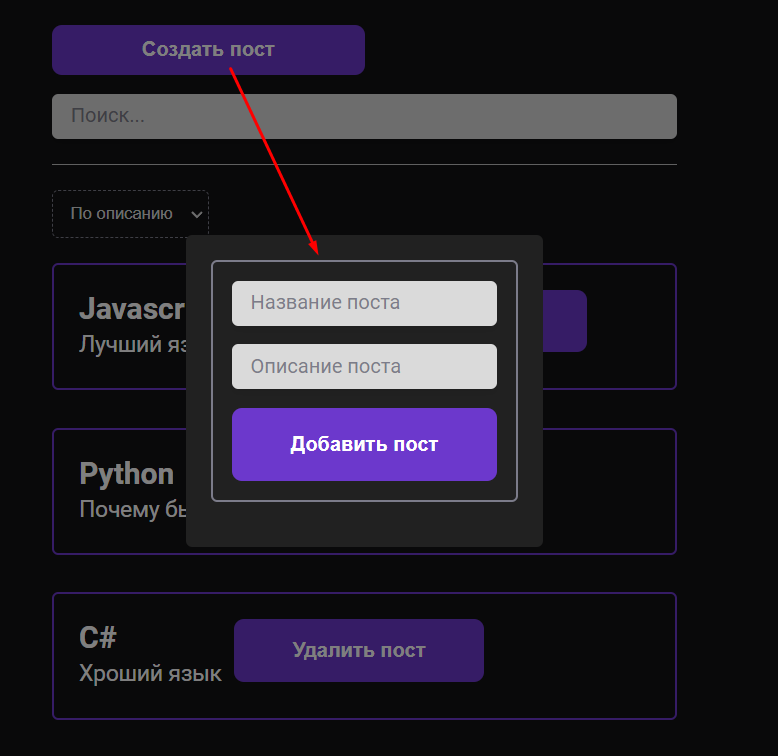 Создать пост
Поиск...
По описанию
Название поста
Описание поста
Добавить пост
Javascr
Лучший яз
Python
Почему бы
C#
Хроший язык
Удалить пост